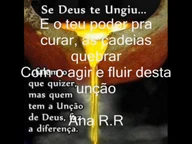 Se Deus te Ungiu...
E o teu poder pra
curar, as cadeias
quebrar
Com o agir e fluir desta
unção
que quizer
mas quem
tem a Unção
de Deus, faz
a diferença.
Ana R.R